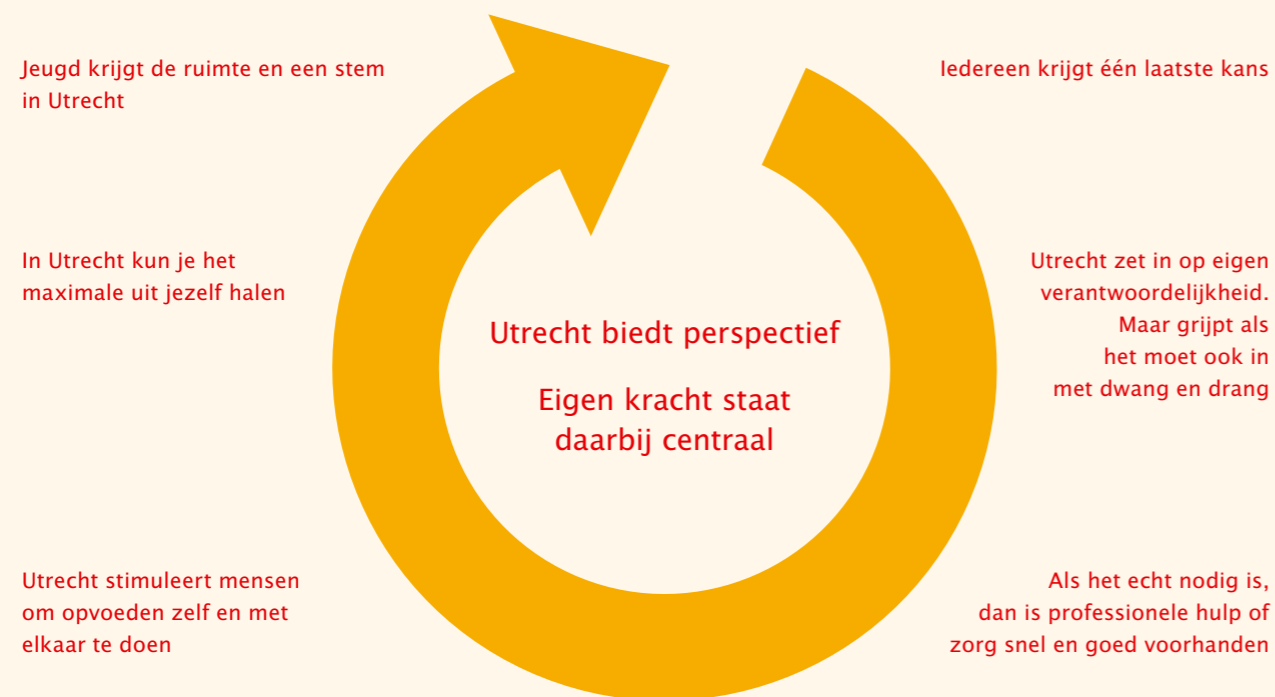 Jeugd krijgt de ruimte en een stem
in Utrecht
Iedereen krijgt één laatste kans
In Utrecht kun je het
maximale uit jezelf halen
Utrecht zet in op eigen
verantwoordelijkheid.
Maar grijpt als
het moet ook in
met dwang en drang
Utrecht biedt perspectief
Eigen kracht staat
daarbij centraal
Utrecht stimuleert mensen
om opvoeden zelf en met
elkaar te doen
Als het echt nodig is,
dan is professionele hulp of
zorg snel en goed voorhanden